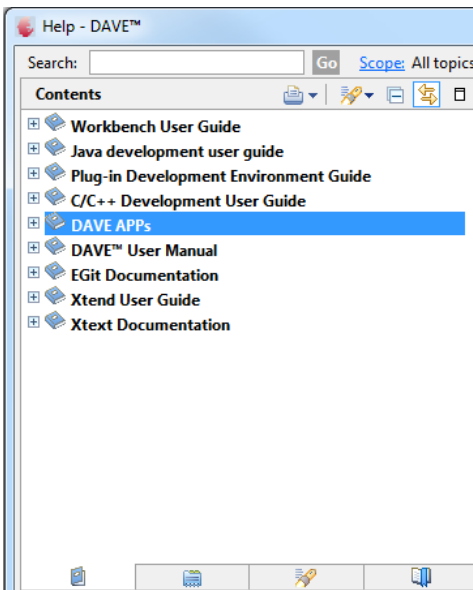 Help - DAVE™
Search: Go Scope: All topics
Contents
Workbench User Guide
Java development user guide
Plug-in Development Environment Guide
C/C++ Development User Guide
DAVE APPs
DAVE™ User Manual
EGit Documentation
Xtend User Guide
Xtext Documentation